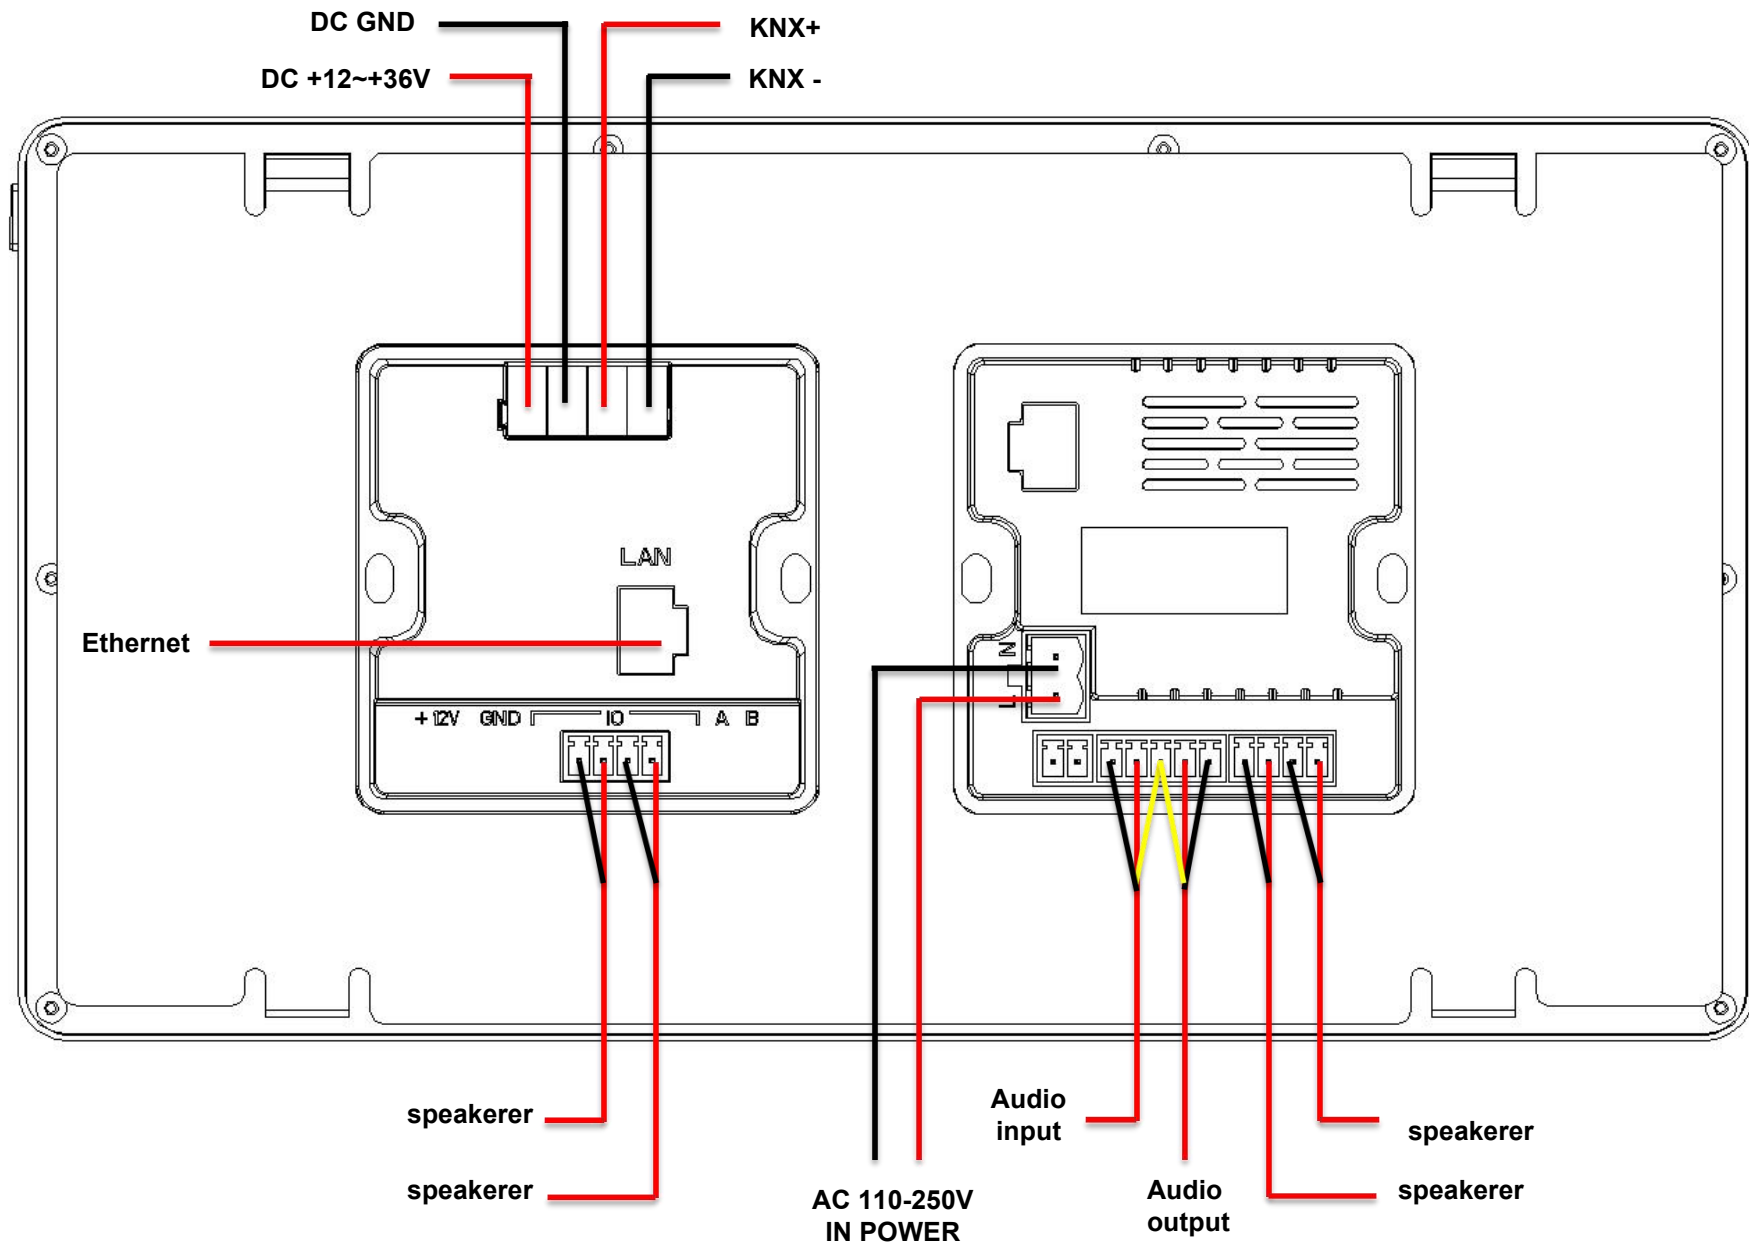 DC GND
KNX+
DC +12~+36V
KNX -
LAN
Ethernet
N
L
+12V GND IO A B
speakerer
Audio
input
speakerer
speakerer
AC 110-250V
IN POWER
Audio
output
speakerer